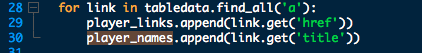 28 for link in tabledata.find_all('a'):
29 player_links.append(link.get('href'))
30 player_names.append(link.get('title'))